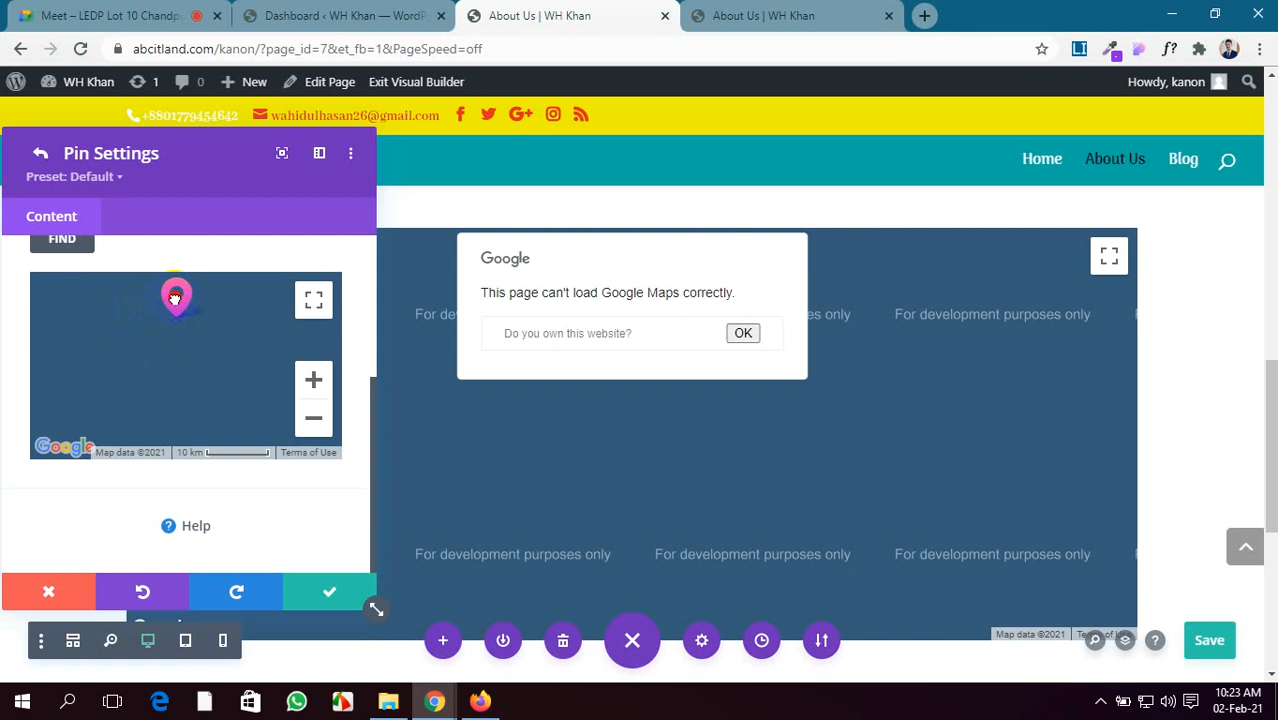 Meet – LEDP Lot 10 Chandp
Dashboard ‹ WH Khan — WordP
About Us | WH Khan
About Us | WH Khan
abcitland.com/kanon/?page_id=7&et_fb=1&PageSpeed=off
WH Khan
1
0
New
Edit Page
Exit Visual Builder
Howdy, kanon
+8801779454642
wahidulhasan26@gmail.com
Pin Settings
Preset: Default
Home
About Us
Blog
Content
FIND
Google
This page can't load Google Maps correctly.
Do you own this website?
OK
For development purposes only
For development purposes only
Google
Map data ©2021
10 km
Terms of Use
Help
For development purposes only
For development purposes only
For development purposes only
Map data ©2021
Save
10:23 AM
02-Feb-21